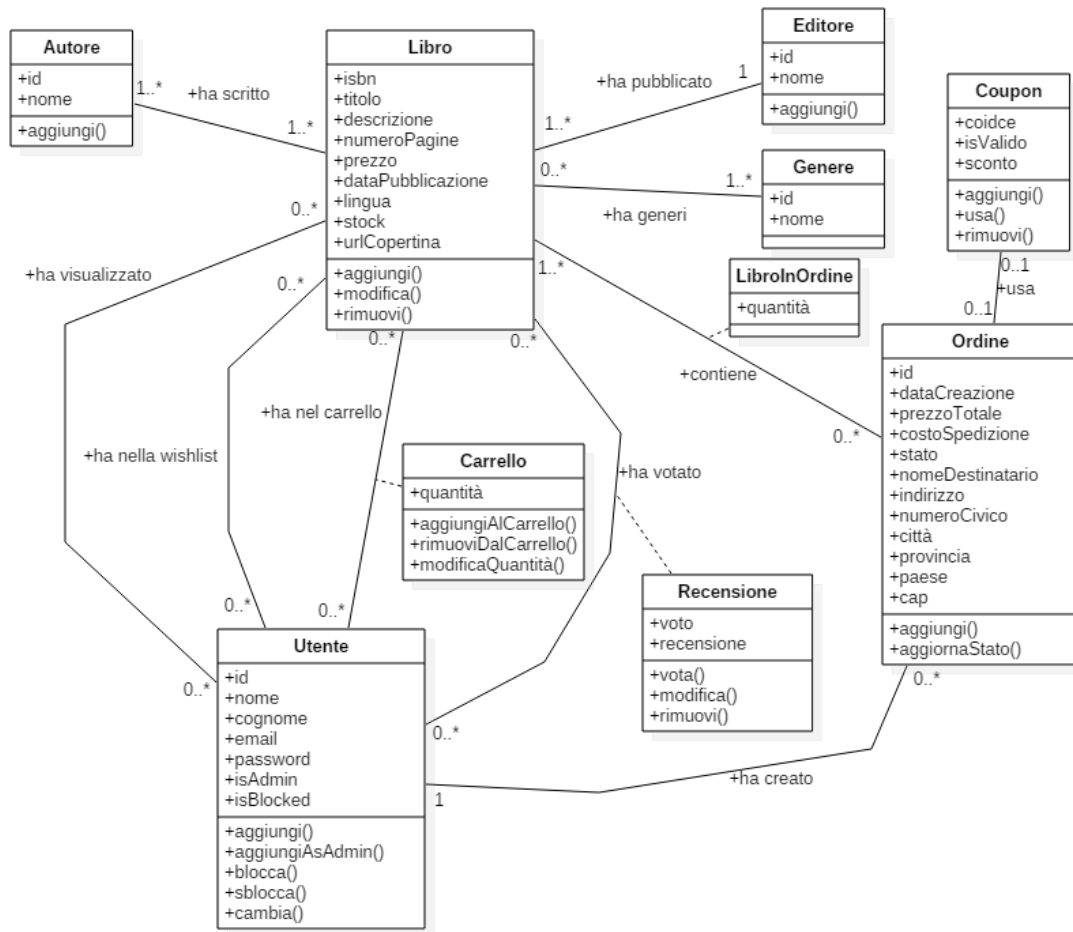 Autore
+id
+nome
+aggiungi()
1..*
+ha scritto
1..*
Libro
+isbn
+titolo
+descrizione
+numeroPagine
+prezzo
+dataPubblicazione
+lingua
+stock
+urlCopertina
+aggiungi()
+modifica()
+rimuovi()
Editore
+id
+nome
+aggiungi()
+ha pubblicato
1
1..*
0..*
Genere
+id
+nome
1..*
+ha generi
Coupon
+coidce
+isValido
+sconto
+aggiungi()
+usa()
+rimuovi()
0..1
+usa
0..1
LibroInOrdine
+quantità
1..*
+contiene
0..*
Ordine
+id
+dataCreazione
+prezzoTotale
+costoSpedizione
+stato
+nomeDestinatario
+indirizzo
+numeroCivico
+città
+provincia
+paese
+cap
+aggiungi()
+aggiornaStato()
0..*
0..*
+ha visualizzato
0..*
0..*
+ha nella wishlist
0..*
0..*
+ha nel carrello
0..*
Carrello
+quantità
+aggiungiAlCarrello()
+rimuoviDalCarrello()
+modificaQuantità()
0..*
+ha votato
0..*
Recensione
+voto
+recensione
+vota()
+modifica()
+rimuovi()
Utente
+id
+nome
+cognome
+email
+password
+isAdmin
+isBlocked
+aggiungi()
+aggiungiAsAdmin()
+blocca()
+sblocca()
+cambia()
1
+ha creato